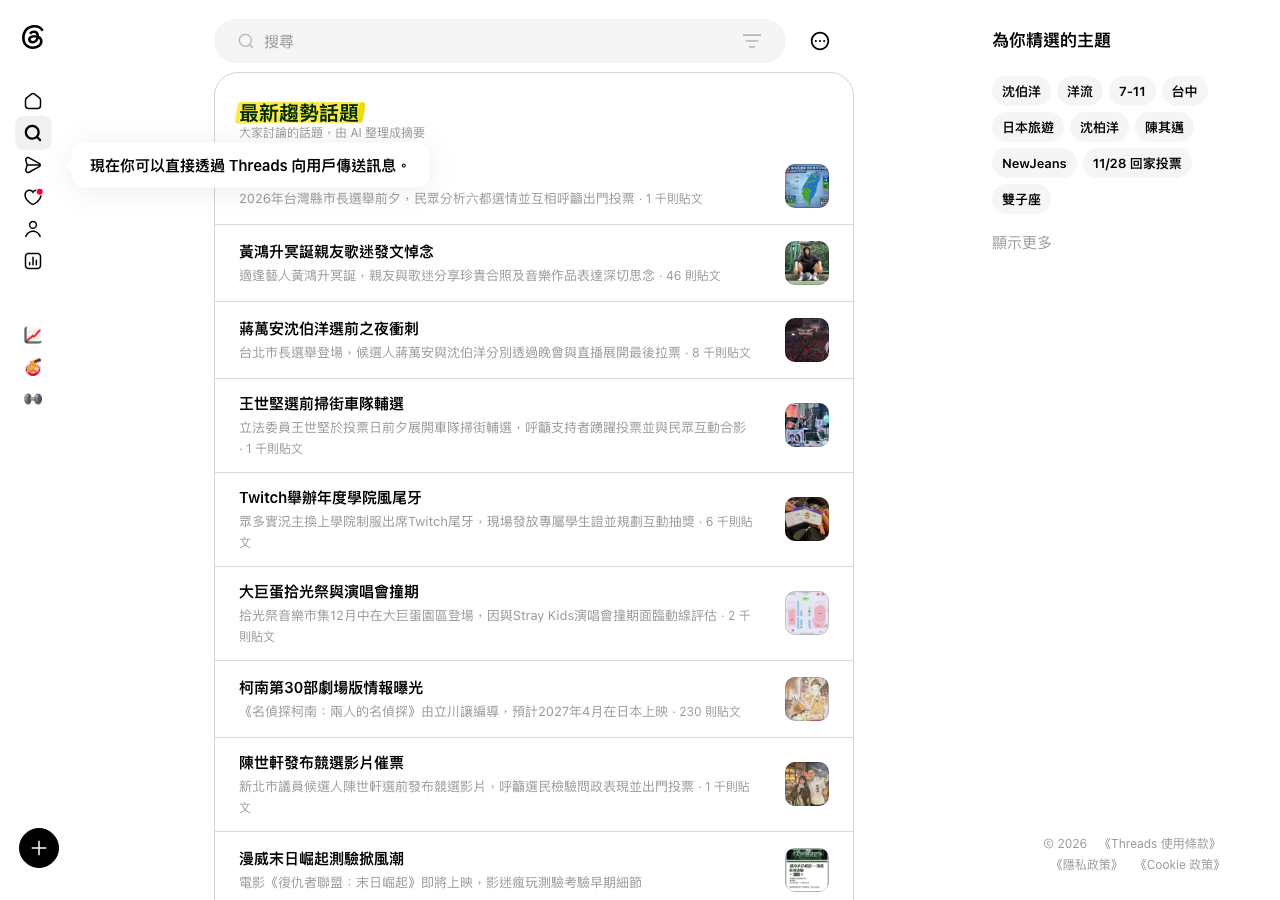 搜尋
最新趨勢話題
大家討論的話題，由 AI 整理成摘要
現在你可以直接透過 Threads 向用戶傳送訊息。
2026年台灣縣市長選舉前夕，民眾分析六都選情並互相呼籲出門投票 · 1 千則貼文
黃鴻升冥誕親友歌迷發文悼念
適逢藝人黃鴻升冥誕，親友與歌迷分享珍貴合照及音樂作品表達深切思念 · 46 則貼文
蔣萬安沈伯洋選前之夜衝刺
台北市長選舉登場，候選人蔣萬安與沈伯洋分別透過晚會與直播展開最後拉票 · 8 千則貼文
王世堅選前掃街車隊輔選
立法委員王世堅於投票日前夕展開車隊掃街輔選，呼籲支持者踴躍投票並與民眾互動合影
· 1 千則貼文
Twitch舉辦年度學院風尾牙
眾多實況主換上學院制服出席Twitch尾牙，現場發放專屬學生證並規劃互動抽獎 · 6 千則貼
文
大巨蛋拾光祭與演唱會撞期
拾光祭音樂市集12月中在大巨蛋園區登場，因與Stray Kids演唱會撞期面臨動線評估 · 2 千
則貼文
柯南第30部劇場版情報曝光
《名偵探柯南：兩人的名偵探》由立川讓編導，預計2027年4月在日本上映 · 230 則貼文
陳世軒發布競選影片催票
新北市議員候選人陳世軒選前發布競選影片，呼籲選民檢驗問政表現並出門投票 · 1 千則貼
文
漫威末日崛起測驗掀風潮
電影《復仇者聯盟：末日崛起》即將上映，影迷瘋玩測驗考驗早期細節
為你精選的主題
沈伯洋
洋流
7-11
台中
日本旅遊
沈柏洋
陳其邁
NewJeans
11/28 回家投票
雙子座
顯示更多
© 2026 《Threads 使用條款》
《隱私政策》 《Cookie 政策》